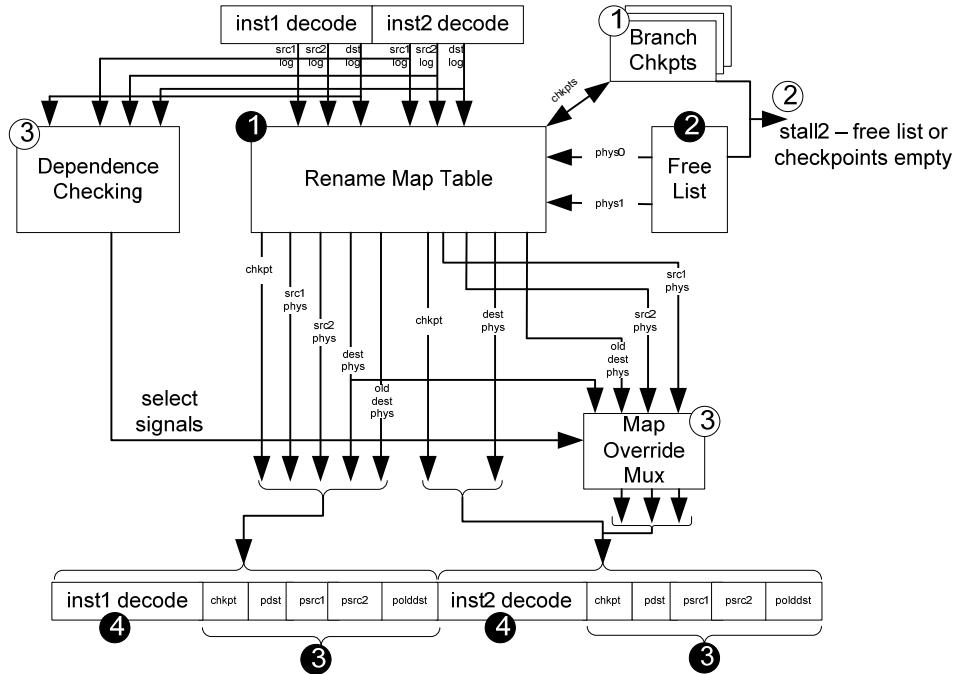 inst1 decode
inst2 decode
src1
log
src2
log
dst
log
src1
log
src2
log
dst
log
1
Branch
Chkpts
chkpts
2
stall2 – free list or
checkpoints empty
3
Dependence
Checking
1
Rename Map Table
phys0
phys1
2
Free
List
chkpt
src1
phys
src2
phys
dest
phys
old
dest
phys
chkpt
dest
phys
old
dest
phys
src2
phys
src1
phys
select
signals
Map
Override
Mux
3
inst1 decode
chkpt
pdst
psrc1
psrc2
polddst
inst2 decode
chkpt
pdst
psrc1
psrc2
polddst
4
3
4
3